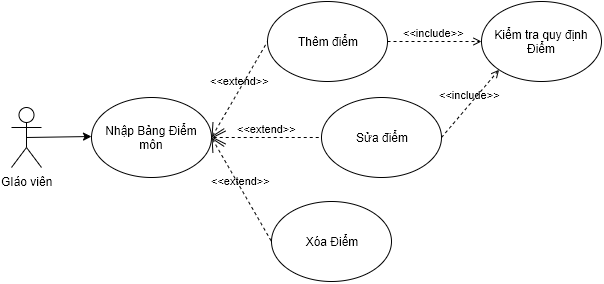 Thêm điểm
<<include>>
Kiểm tra quy định
Điểm
<<extend>>
Nhập Bảng Điểm
môn
<<extend>>
Sửa điểm
<<include>>
GIáo viên
<<extend>>
Xóa Điểm